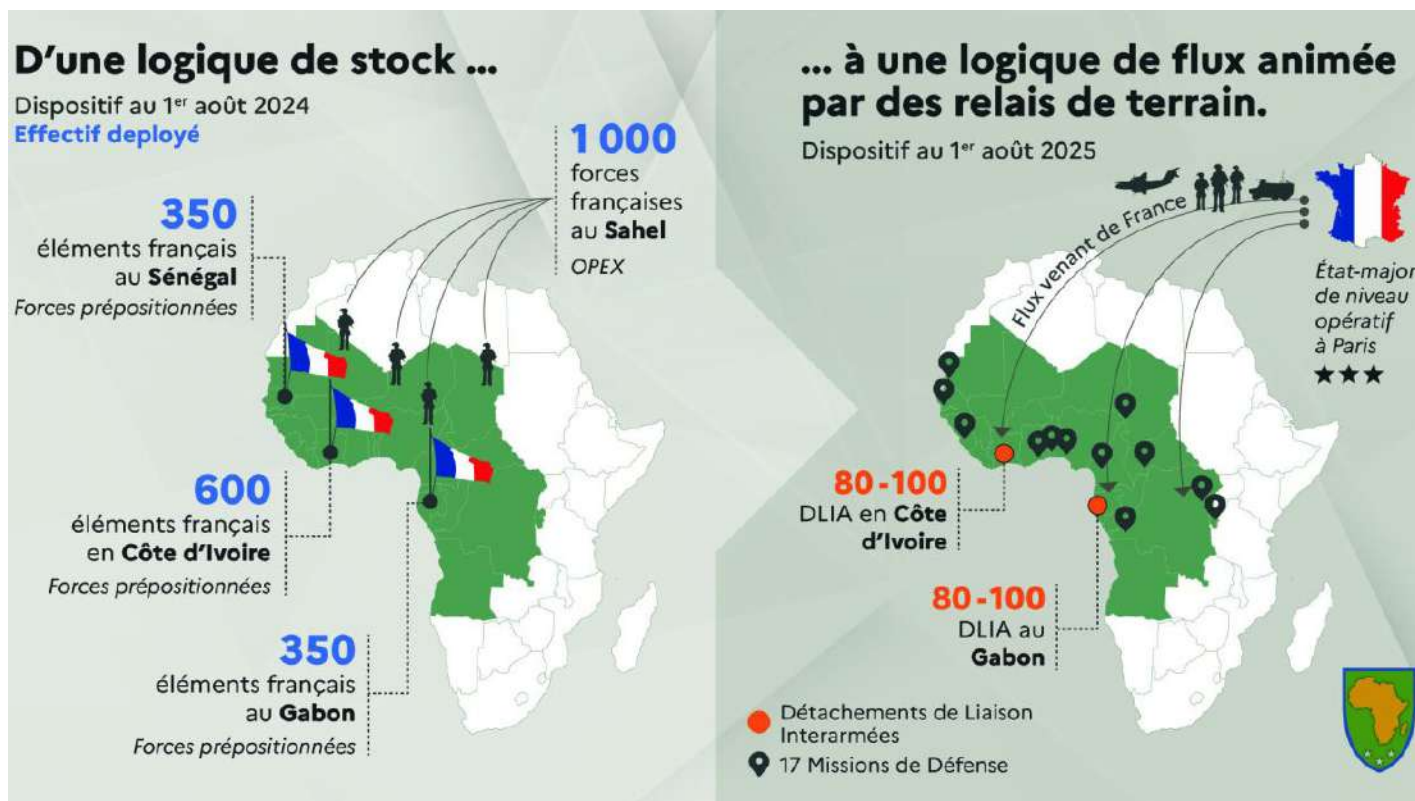 D'une logique de stock ...
Dispositif au 1er août 2024
Effectif deployé
350
éléments français
au Sénégal
Forces prépositionnées
1 000
forces
françaises
au Sahel
OPEX
600
éléments français
en Côte d'Ivoire
Forces prépositionnées
350
éléments français
au Gabon
Forces prépositionnées
... à une logique de flux animée
par des relais de terrain.
Dispositif au 1er août 2025
Flux venant de France
État-major
de niveau
opératif
à Paris
80-100
DLIA en Côte
d'Ivoire
80-100
DLIA au
Gabon
Détachements de Liaison
Interarmées
17 Missions de Défense